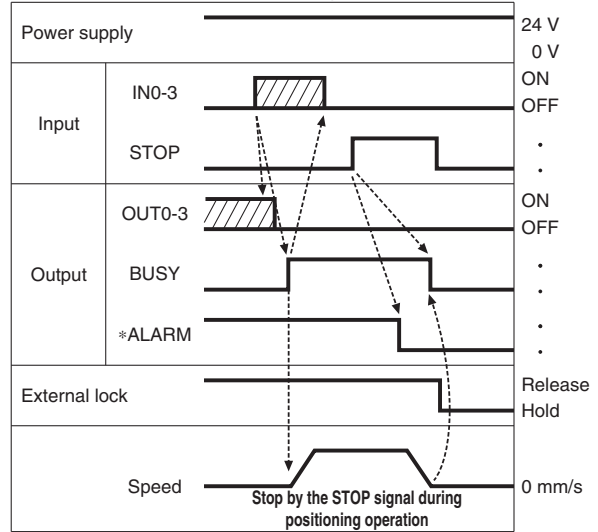 Power supply
24 V
0 V
Input
IN0-3
ON
OFF
STOP
Output
OUT0-3
ON
OFF
BUSY
*ALARM
External lock
Release
Hold
Speed
0 mm/s
Stop by the STOP signal during
positioning operation